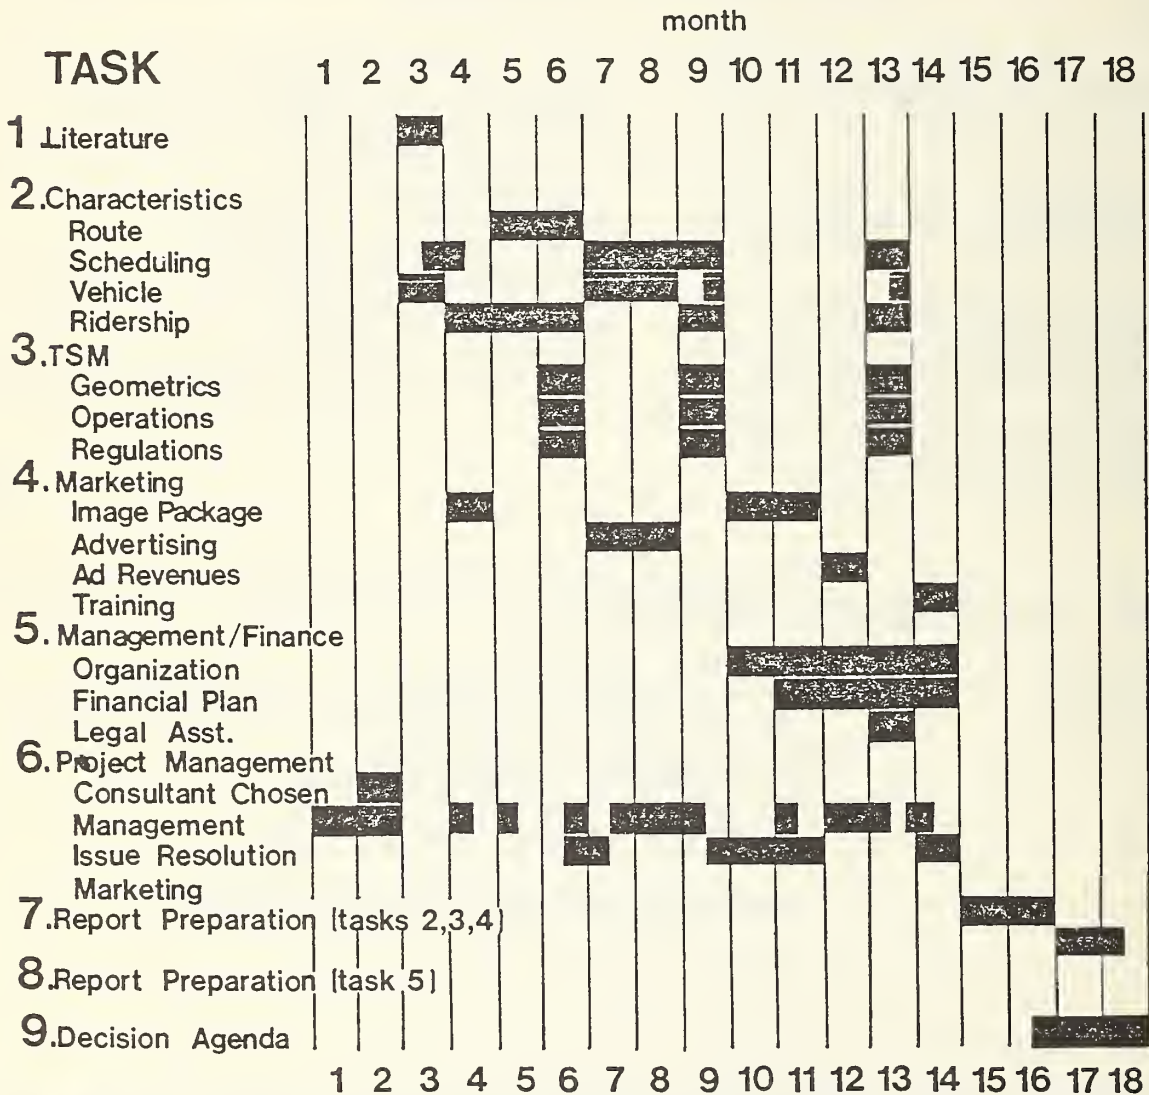 month
TASK 1 2 3 4 5 6 7 8 9 10 11 12 13 14 15 16 17 18
1.Literature
2.Characteristics
Route
Scheduling
Vehicle
Ridership
3.TSM
Geometrics
Operations
Regulations
4.Marketing
Image Package
Advertising
Ad Revenues
Training
5.Management/Finance
Organization
Financial Plan
Legal Asst.
6.Project Management
Consultant Chosen
Management
Issue Resolution
Marketing
7.Report Preparation (tasks 2,3,4)
8.Report Preparation (task 5)
9.Decision Agenda
1 2 3 4 5 6 7 8 9 10 11 12 13 14 15 16 17 18